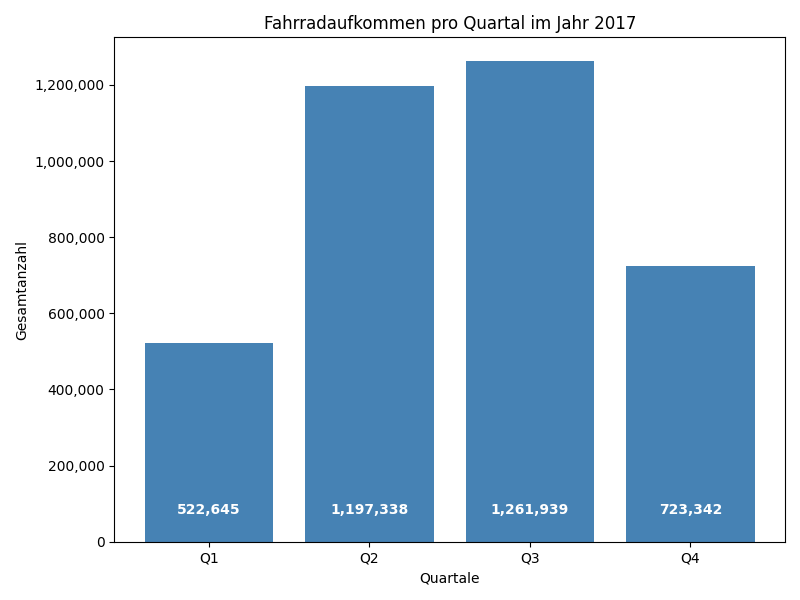 Fahrradaufkommen pro Quartal im Jahr 2017
Gesamtanzahl
1,200,000
1,000,000
800,000
600,000
400,000
200,000
0
522,645
1,197,338
1,261,939
723,342
Q1
Q2
Q3
Q4
Quartale